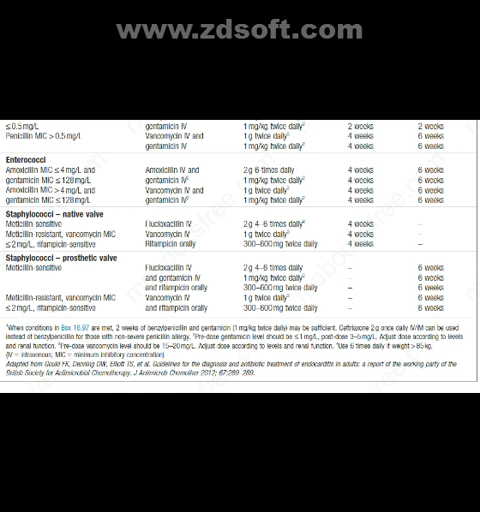 www.zdsoft.com
≤0.5 mg/L gentamicin IV 1 mg/kg twice daily² 2 weeks 2 weeks
Penicillin MIC >0.5 mg/L Vancomycin IV and 1 g twice daily³ 4 weeks 6 weeks
gentamicin IV 1 mg/kg twice daily² 4 weeks 6 weeks
Enterococci
Amoxicillin MIC ≤4 mg/L and Amoxicillin IV and 2 g 6 times daily 4 weeks 6 weeks
gentamicin MIC ≤128 mg/L gentamicin IV² 1 mg/kg twice daily² 4 weeks 6 weeks
Amoxicillin MIC >4 mg/L and Vancomycin IV and 1 g twice daily³ 4 weeks 6 weeks
gentamicin MIC ≤128 mg/L gentamicin IV² 1 mg/kg twice daily² 4 weeks 6 weeks
Staphylococci – native valve
Meticillin-sensitive Flucloxacillin IV 2 g 4–6 times daily⁴ 4 weeks –
Meticillin-resistant, vancomycin MIC Vancomycin IV 1 g twice daily³ 4 weeks –
≤2 mg/L, rifampicin-sensitive Rifampicin orally 300–600 mg twice daily 4 weeks –
Staphylococci – prosthetic valve
Meticillin-sensitive Flucloxacillin IV 2 g 4–6 times daily – 6 weeks
and gentamicin IV 1 mg/kg twice daily² – 6 weeks
and rifampicin orally 300–600 mg twice daily – 6 weeks
Meticillin-resistant, vancomycin MIC Vancomycin IV 1 g twice daily³ – 6 weeks
≤2 mg/L, rifampicin-sensitive and rifampicin orally 300–600 mg twice daily – 6 weeks
¹When conditions in Box 16.97 are met, 2 weeks of benzylpenicillin and gentamicin (1 mg/kg twice daily) may be sufficient. Ceftriaxone 2 g once daily IV/IM can be used
instead of benzylpenicillin for those with non-severe penicillin allergy. ²Pre-dose gentamicin level should be ≤1 mg/L, post-dose 3–5 mg/L. Adjust dose according to levels
and renal function. ³Pre-dose vancomycin level should be 15–20 mg/L. Adjust dose according to levels and renal function. ⁴Use 6 times daily if weight >85 kg.
(IV = intravenous; MIC = minimum inhibitory concentration)
Adapted from Gould FK, Denning DW, Elliott TS, et al. Guidelines for the diagnosis and antibiotic treatment of endocarditis in adults: a report of the working party of the
British Society for Antimicrobial Chemotherapy. J Antimicrob Chemother 2012; 67:269–289.